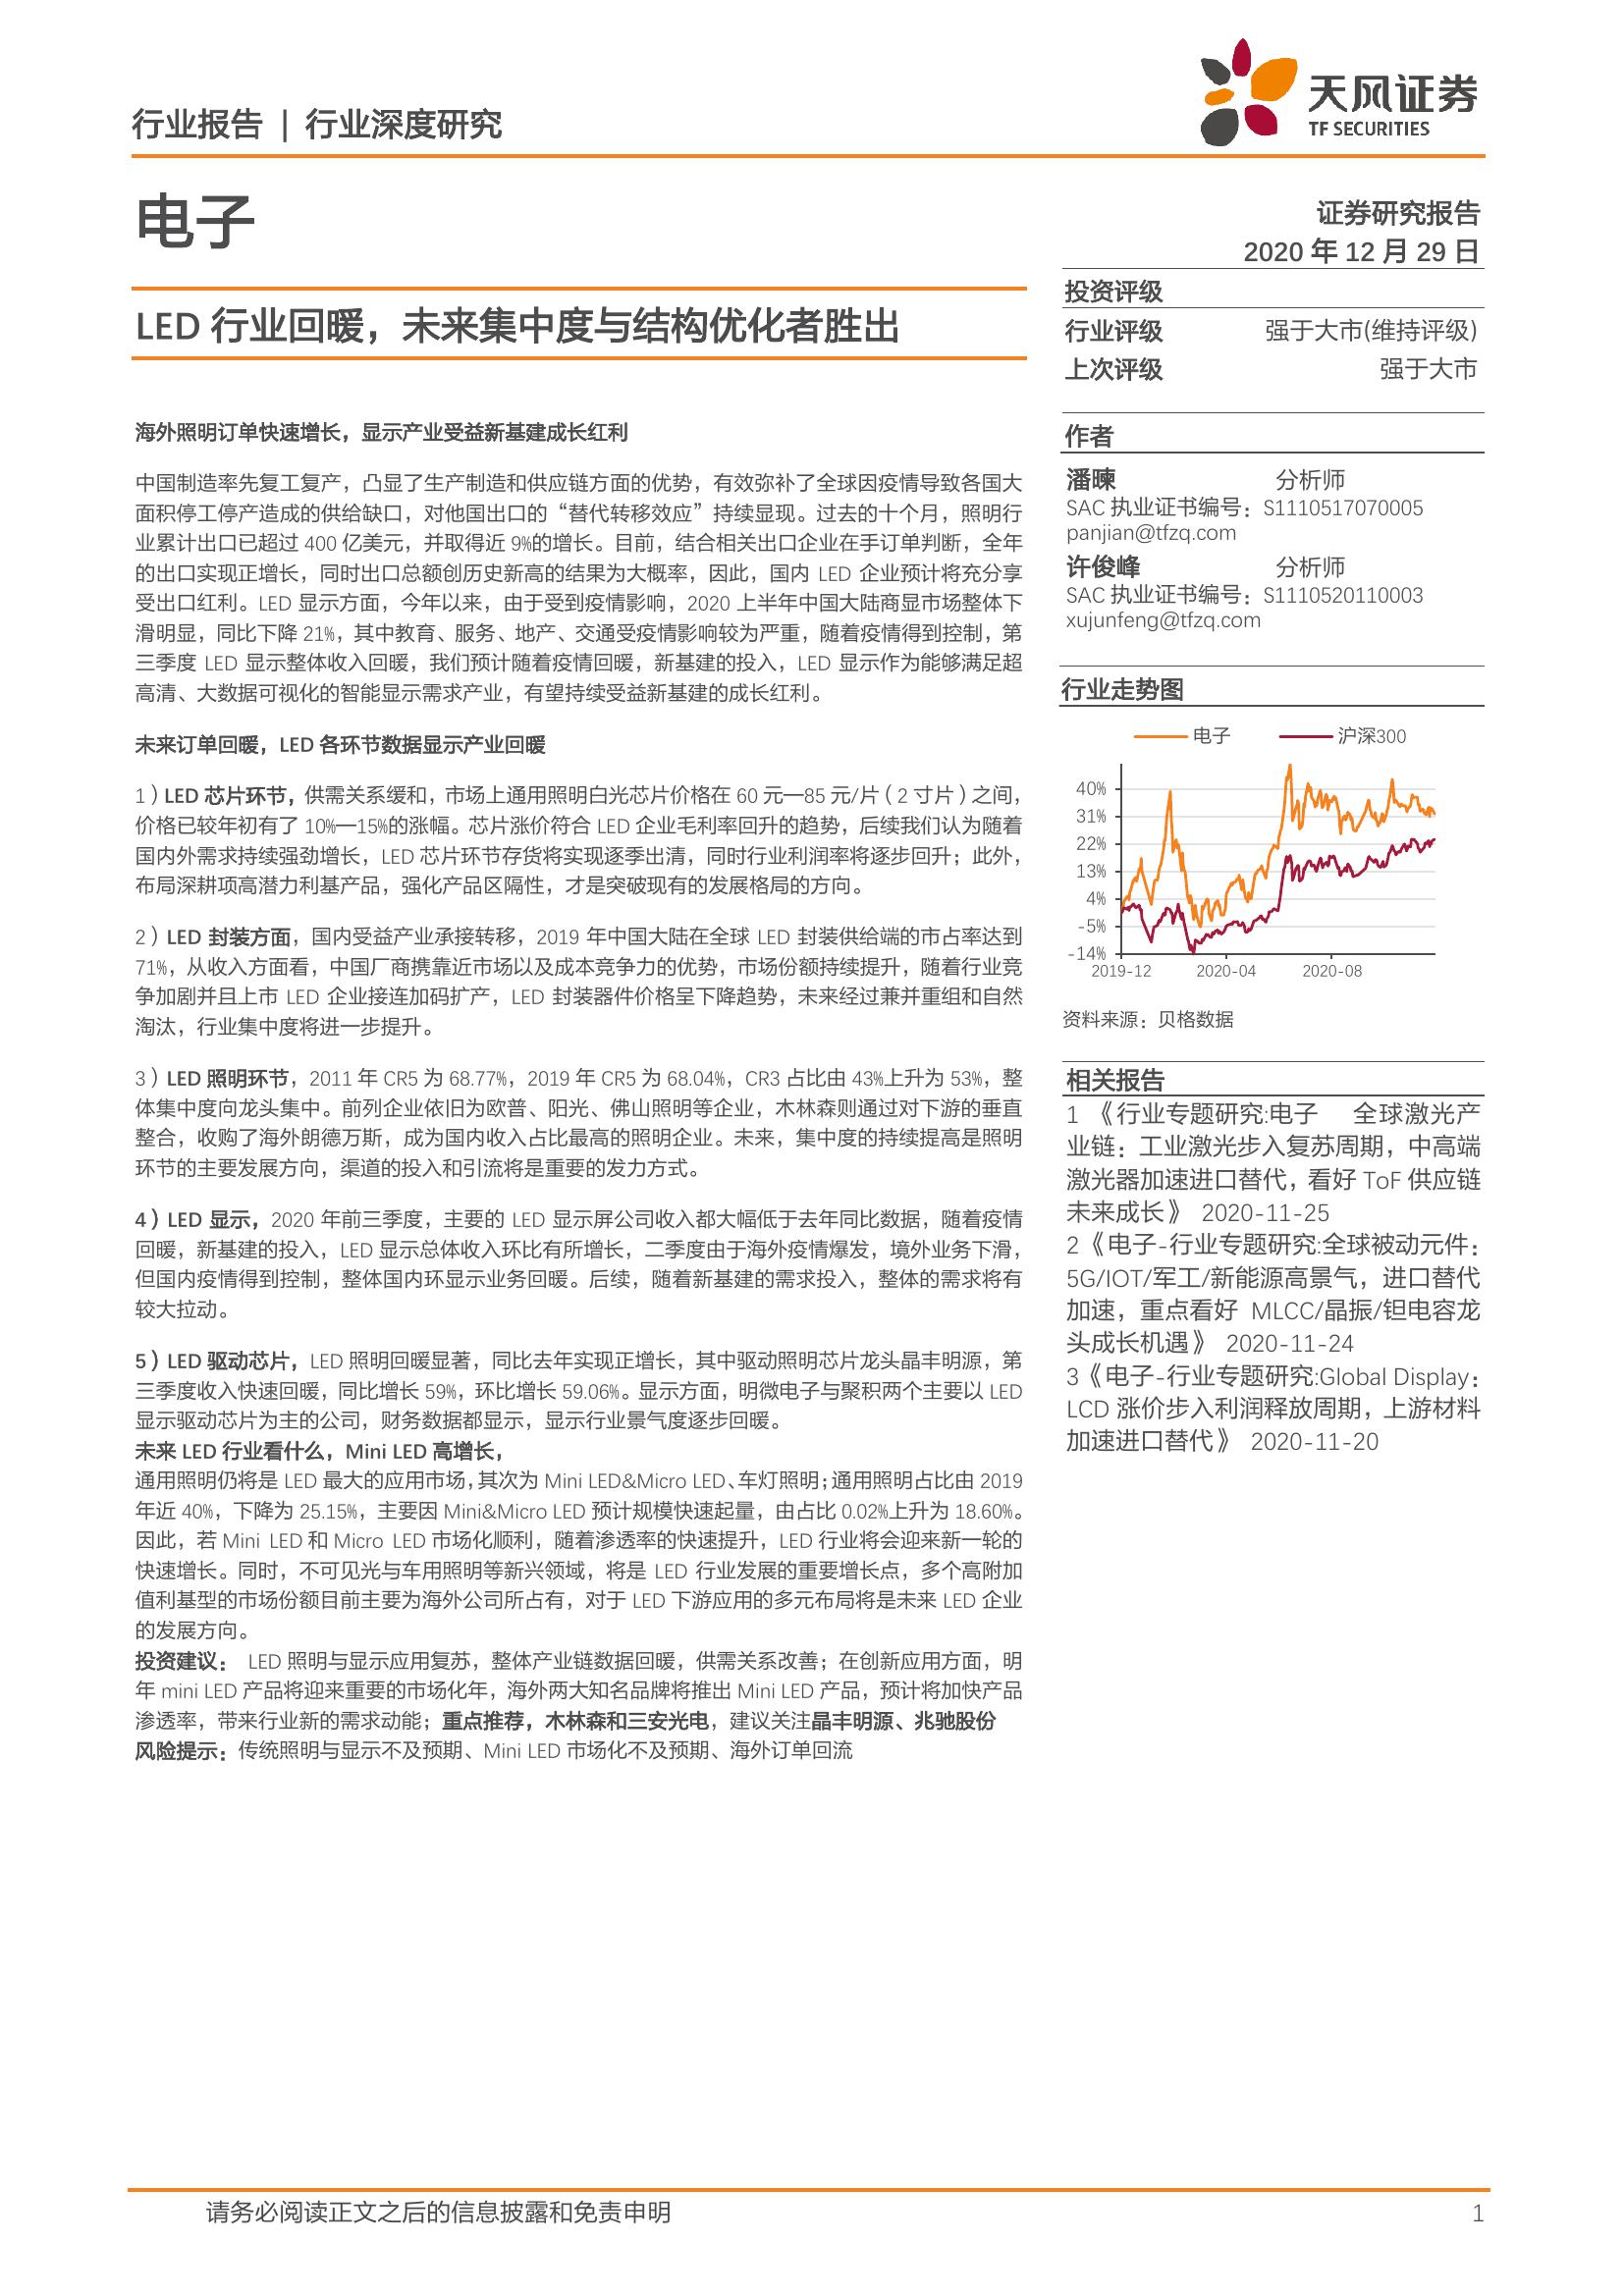 行业报告 | 行业深度研究
天风证券
TF SECURITIES
电子
证券研究报告
2020 年 12 月 29 日
LED 行业回暖，未来集中度与结构优化者胜出
投资评级
行业评级 强于大市(维持评级)
上次评级 强于大市
海外照明订单快速增长，显示产业受益新基建成长红利
中国制造率先复工复产，凸显了生产制造和供应链方面的优势，有效弥补了全球因疫情导致各国大
面积停工停产造成的供给缺口，对他国出口的“替代转移效应”持续显现。过去的十个月，照明行
业累计出口已超过 400 亿美元，并取得近 9%的增长。目前，结合相关出口企业在手订单判断，全年
的出口实现正增长，同时出口总额创历史新高的结果为大概率，因此，国内 LED 企业预计将充分享
受出口红利。LED 显示方面，今年以来，由于受到疫情影响，2020 上半年中国大陆商显市场整体下
滑明显，同比下降 21%，其中教育、服务、地产、交通受疫情影响较为严重，随着疫情得到控制，第
三季度 LED 显示整体收入回暖，我们预计随着疫情回暖，新基建的投入，LED 显示作为能够满足超
高清、大数据可视化的智能显示需求产业，有望持续受益新基建的成长红利。
未来订单回暖，LED 各环节数据显示产业回暖
1）LED 芯片环节，供需关系缓和，市场上通用照明白光芯片价格在 60 元—85 元/片（2 寸片）之间，
价格已较年初有了 10%—15%的涨幅。芯片涨价符合 LED 企业毛利率回升的趋势，后续我们认为随着
国内外需求持续强劲增长，LED 芯片环节存货将实现逐季出清，同时行业利润率将逐步回升；此外，
布局深耕项高潜力利基产品，强化产品区隔性，才是突破现有的发展格局的方向。
2）LED 封装方面，国内受益产业承接转移，2019 年中国大陆在全球 LED 封装供给端的市占率达到
71%，从收入方面看，中国厂商携靠近市场以及成本竞争力的优势，市场份额持续提升，随着行业竞
争加剧并且上市 LED 企业接连加码扩产，LED 封装器件价格呈下降趋势，未来经过兼并重组和自然
淘汰，行业集中度将进一步提升。
3）LED 照明环节，2011 年 CR5 为 68.77%，2019 年 CR5 为 68.04%，CR3 占比由 43%上升为 53%，整
体集中度向龙头集中。前列企业依旧为欧普、阳光、佛山照明等企业，木林森则通过对下游的垂直
整合，收购了海外朗德万斯，成为国内收入占比最高的照明企业。未来，集中度的持续提高是照明
环节的主要发展方向，渠道的投入和引流将是重要的发力方式。
4）LED 显示，2020 年前三季度，主要的 LED 显示屏公司收入都大幅低于去年同比数据，随着疫情
回暖，新基建的投入，LED 显示总体收入环比有所增长，二季度由于海外疫情爆发，境外业务下滑，
但国内疫情得到控制，整体国内环显示业务回暖。后续，随着新基建的需求投入，整体的需求将有
较大拉动。
5）LED 驱动芯片，LED 照明回暖显著，同比去年实现正增长，其中驱动照明芯片龙头晶丰明源，第
三季度收入快速回暖，同比增长 59%，环比增长 59.06%。显示方面，明微电子与聚积两个主要以 LED
显示驱动芯片为主的公司，财务数据都显示，显示行业景气度逐步回暖。
未来 LED 行业看什么，Mini LED 高增长，
通用照明仍将是 LED 最大的应用市场，其次为 Mini LED&Micro LED、车灯照明；通用照明占比由 2019
年近 40%，下降为 25.15%，主要因 Mini&Micro LED 预计规模快速起量，由占比 0.02%上升为 18.60%。
因此，若 Mini LED 和 Micro LED 市场化顺利，随着渗透率的快速提升，LED 行业将会迎来新一轮的
快速增长。同时，不可见光与车用照明等新兴领域，将是 LED 行业发展的重要增长点，多个高附加
值利基型的市场份额目前主要为海外公司所占有，对于 LED 下游应用的多元布局将是未来 LED 企业
的发展方向。
投资建议： LED 照明与显示应用复苏，整体产业链数据回暖，供需关系改善；在创新应用方面，明
年 mini LED 产品将迎来重要的市场化年，海外两大知名品牌将推出 Mini LED 产品，预计将加快产品
渗透率，带来行业新的需求动能；重点推荐，木林森和三安光电，建议关注晶丰明源、兆驰股份
风险提示：传统照明与显示不及预期、Mini LED 市场化不及预期、海外订单回流
作者
潘暕 分析师
SAC 执业证书编号：S1110517070005
panjian@tfzq.com
许俊峰 分析师
SAC 执业证书编号：S1110520110003
xujunfeng@tfzq.com
行业走势图
电子 沪深300
40%
31%
22%
13%
4%
-5%
-14%
2019-12 2020-04 2020-08
资料来源：贝格数据
相关报告
1 《行业专题研究:电子 全球激光产
业链：工业激光步入复苏周期，中高端
激光器加速进口替代，看好 ToF 供应链
未来成长》 2020-11-25
2《电子-行业专题研究:全球被动元件：
5G/IOT/军工/新能源高景气，进口替代
加速，重点看好 MLCC/晶振/钽电容龙
头成长机遇》 2020-11-24
3《电子-行业专题研究:Global Display：
LCD 涨价步入利润释放周期，上游材料
加速进口替代》 2020-11-20
请务必阅读正文之后的信息披露和免责申明 1